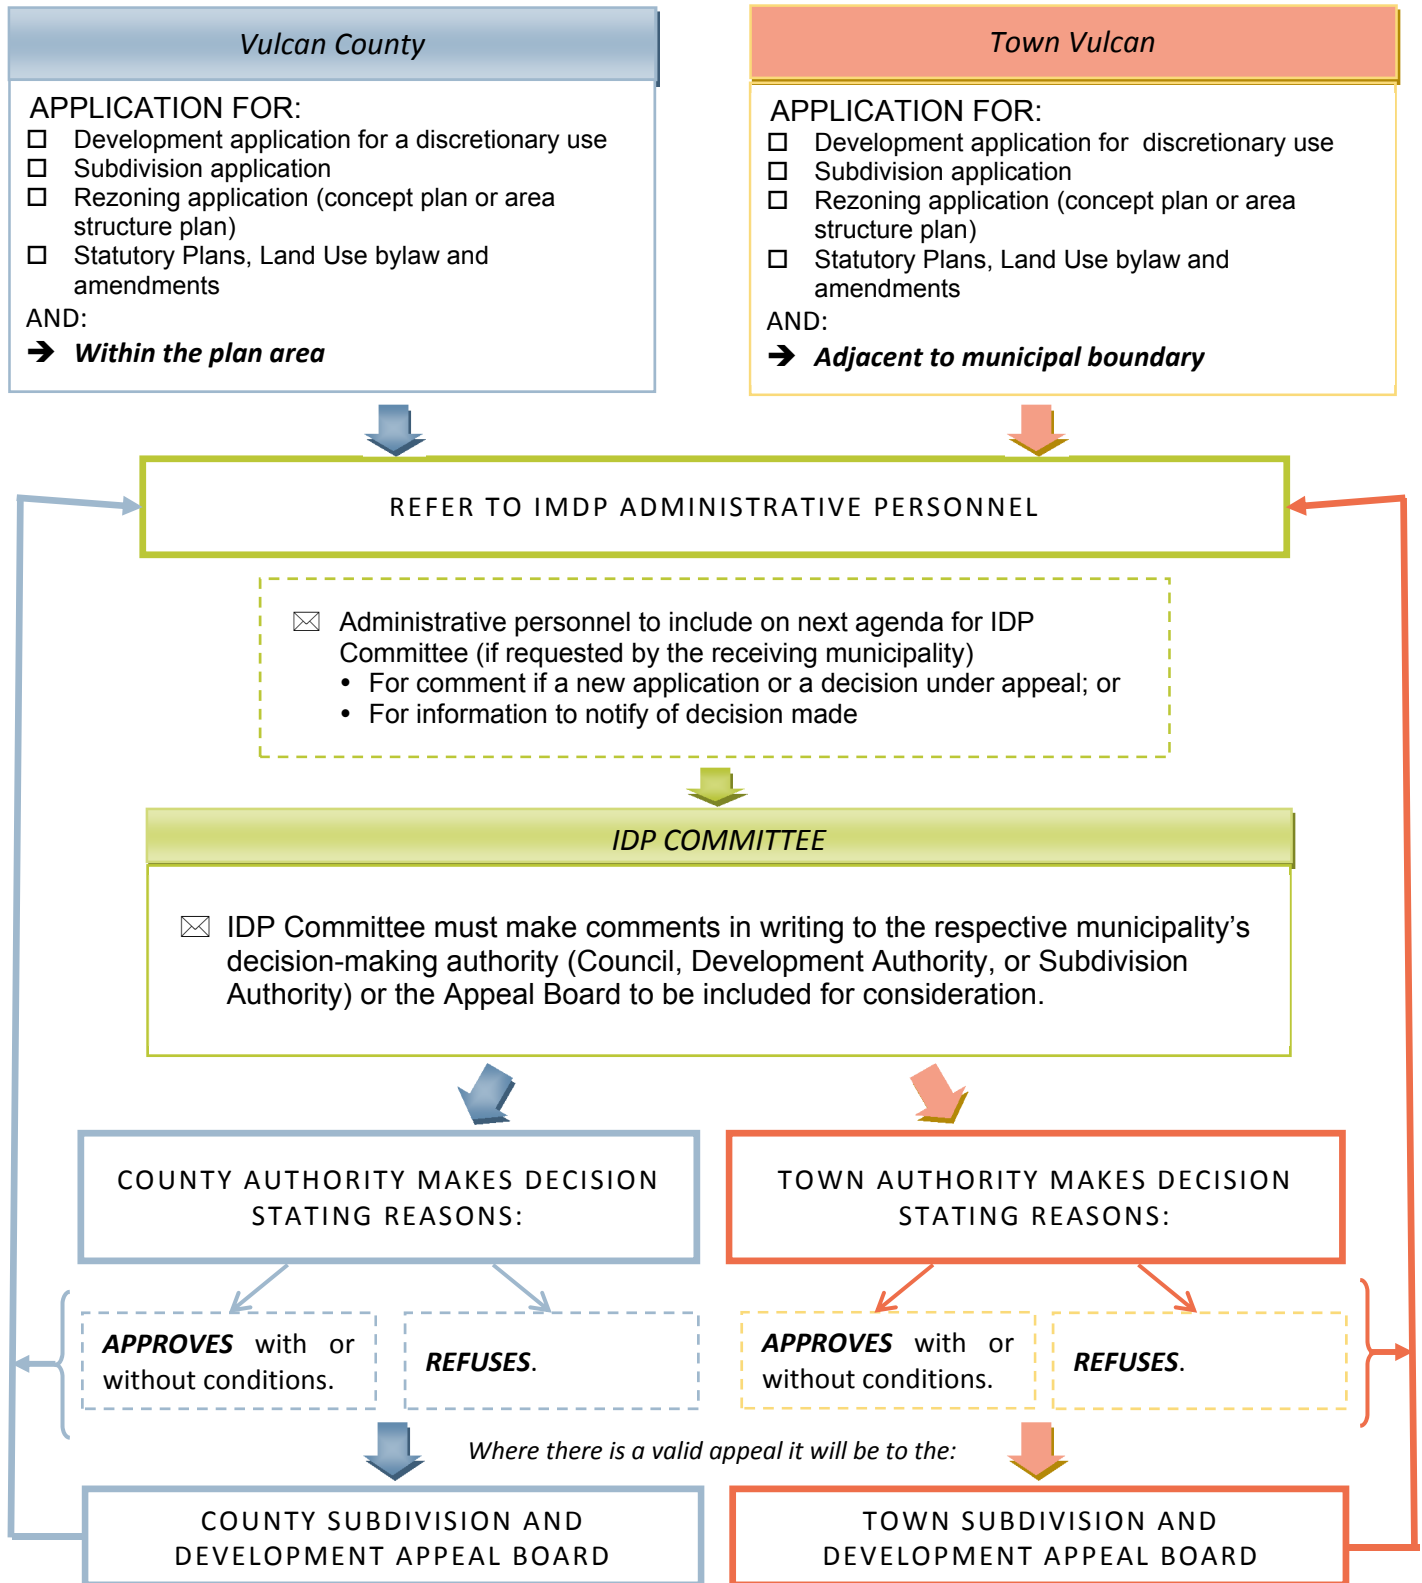 Vulcan County
APPLICATION FOR:
□ Development application for a discretionary use
□ Subdivision application
□ Rezoning application (concept plan or area
structure plan)
□ Statutory Plans, Land Use bylaw and
amendments
AND:
➔ Within the plan area
Town Vulcan
APPLICATION FOR:
□ Development application for discretionary use
□ Subdivision application
□ Rezoning application (concept plan or area
structure plan)
□ Statutory Plans, Land Use bylaw and
amendments
AND:
➔ Adjacent to municipal boundary
REFER TO IMDP ADMINISTRATIVE PERSONNEL
Administrative personnel to include on next agenda for IDP
Committee (if requested by the receiving municipality)
• For comment if a new application or a decision under appeal; or
• For information to notify of decision made
IDP COMMITTEE
IDP Committee must make comments in writing to the respective municipality’s
decision-making authority (Council, Development Authority, or Subdivision
Authority) or the Appeal Board to be included for consideration.
COUNTY AUTHORITY MAKES DECISION
STATING REASONS:
TOWN AUTHORITY MAKES DECISION
STATING REASONS:
APPROVES with or
without conditions.
REFUSES.
APPROVES with or
without conditions.
REFUSES.
Where there is a valid appeal it will be to the:
COUNTY SUBDIVISION AND
DEVELOPMENT APPEAL BOARD
TOWN SUBDIVISION AND
DEVELOPMENT APPEAL BOARD